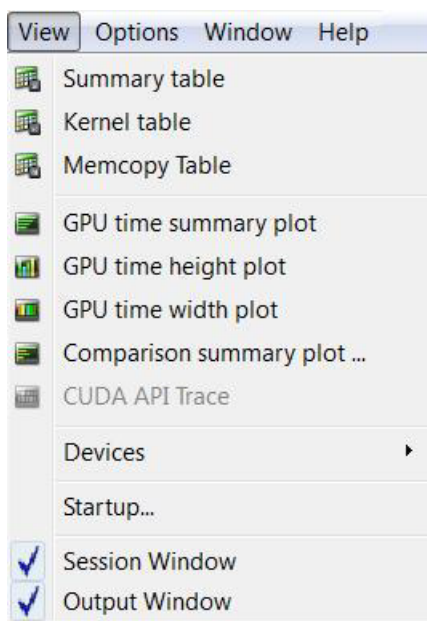 View Options Window Help
Summary table
Kernel table
Memcopy Table
GPU time summary plot
GPU time height plot
GPU time width plot
Comparison summary plot ...
CUDA API Trace
Devices
Startup...
Session Window
Output Window